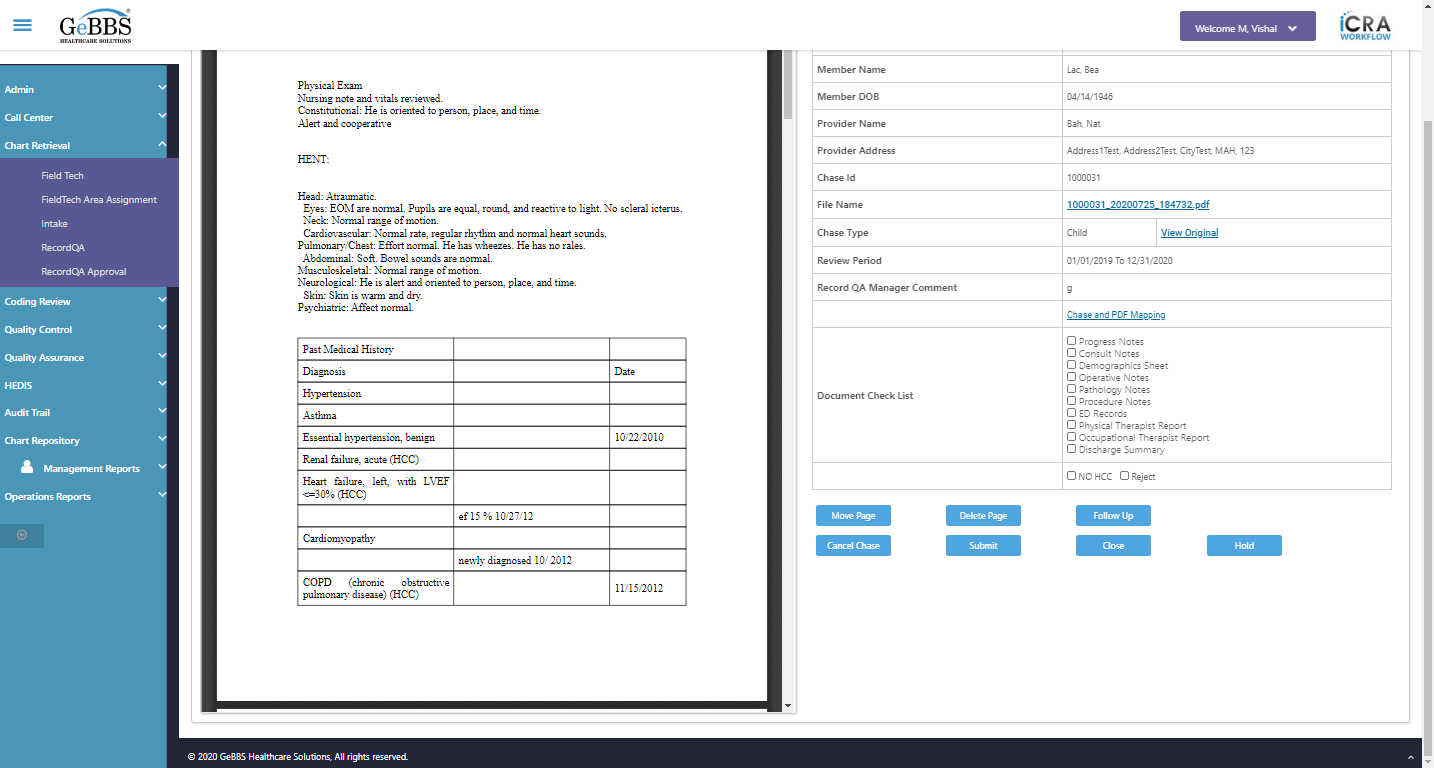 GeBBS
HEALTHCARE SOLUTIONS
Welcome M, Vishal
iCRA
WORKFLOW
Admin
Call Center
Chart Retrieval
Field Tech
FieldTech Area Assignment
Intake
RecordQA
RecordQA Approval
Coding Review
Quality Control
Quality Assurance
HEDIS
Audit Trail
Chart Repository
Management Reports
Operations Reports
Physical Exam
Nursing note and vitals reviewed.
Constitutional: He is oriented to person, place, and time.
Alert and cooperative
HENT:
Head: Atraumatic.
Eyes: EOM are normal. Pupils are equal, round, and reactive to light. No scleral icterus.
Neck: Normal range of motion.
Cardiovascular: Normal rate, regular rhythm and normal heart sounds.
Pulmonary/Chest: Effort normal. He has wheezes. He has no rales.
Abdominal: Soft. Bowel sounds are normal.
Musculoskeletal: Normal range of motion.
Neurological: He is alert and oriented to person, place, and time.
Skin: Skin is warm and dry.
Psychiatric: Affect normal.
Past Medical History
Diagnosis Date
Hypertension
Asthma
Essential hypertension, benign 10/22/2010
Renal failure, acute (HCC)
Heart failure, left, with LVEF
<=30% (HCC)
ef 15 % 10/27/12
Cardiomyopathy
newly diagnosed 10/ 2012
COPD (chronic obstructive
pulmonary disease) (HCC) 11/15/2012
Member Name Lac, Bea
Member DOB 04/14/1946
Provider Name Bah, Nat
Provider Address Address1Test, Address2Test, CityTest, MAH, 123
Chase Id 1000031
File Name 1000031_20200725_184732.pdf
Chase Type Child View Original
Review Period 01/01/2019 To 12/31/2020
Record QA Manager Comment g
Chase and PDF Mapping
Document Check List
Progress Notes
Consult Notes
Demographics Sheet
Operative Notes
Pathology Notes
Procedure Notes
ED Records
Physical Therapist Report
Occupational Therapist Report
Discharge Summary
NO HCC Reject
Move Page Delete Page Follow Up
Cancel Chase Submit Close Hold
© 2020 GeBBS Healthcare Solutions, All rights reserved.